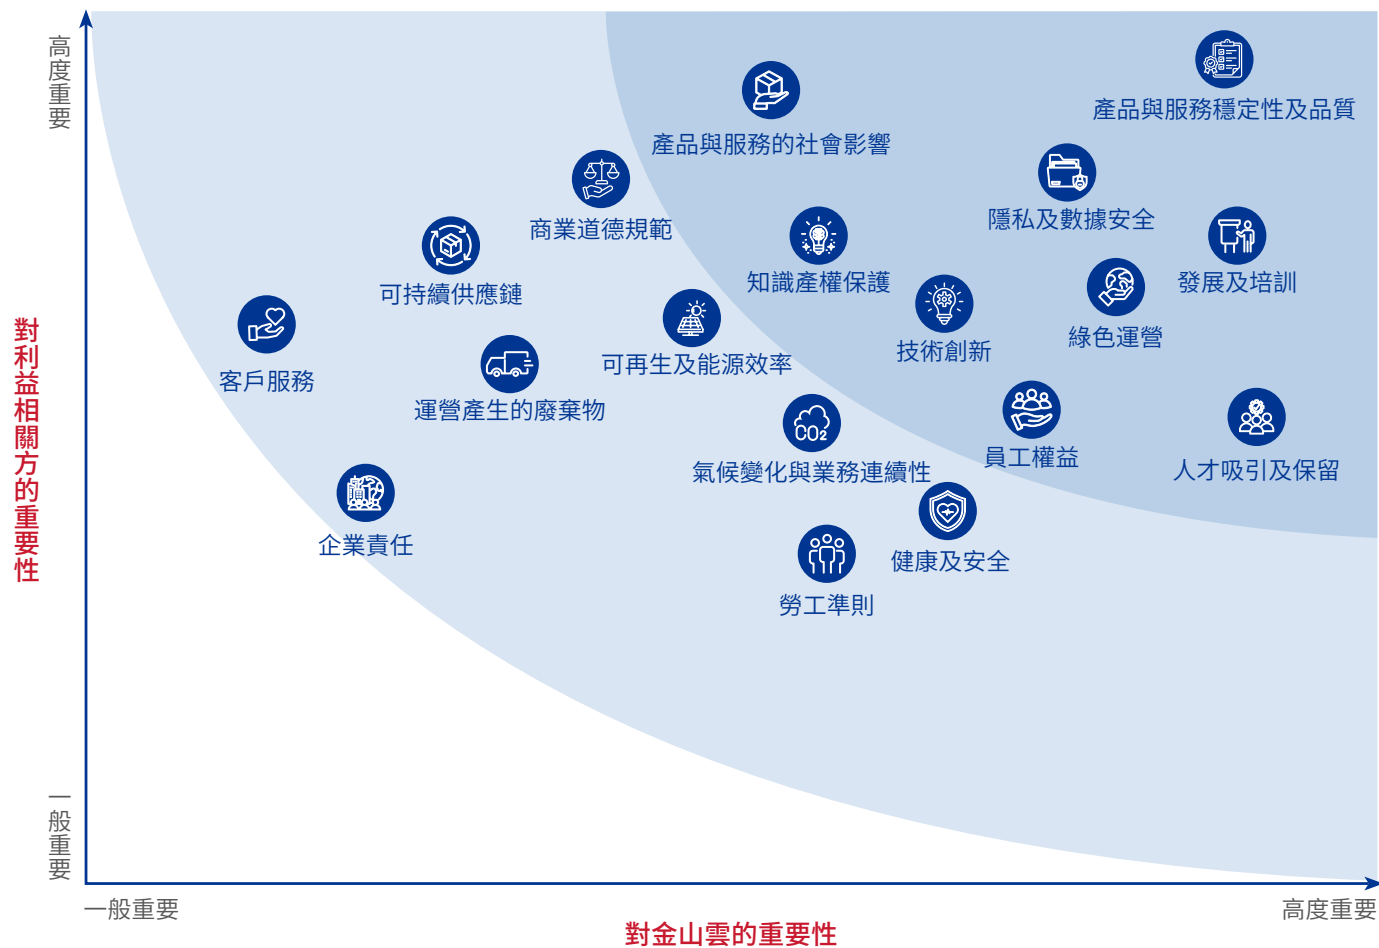 高度重要
產品與服務穩定性及品質
產品與服務的社會影響
隱私及數據安全
商業道德規範
知識產權保護
發展及培訓
可持續供應鏈
綠色運營
技術創新
可再生及能源效率
客戶服務
運營產生的廢棄物
員工權益
人才吸引及保留
氣候變化與業務連續性
企業責任
健康及安全
勞工準則
對利益相關方的重要性
一般重要
一般重要
高度重要
對金山雲的重要性
CO2